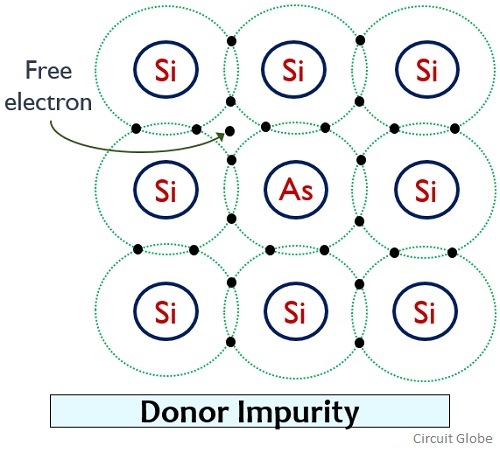 Free
electron
Si Si Si
Si As Si
Si Si Si
Donor Impurity
Circuit Globe